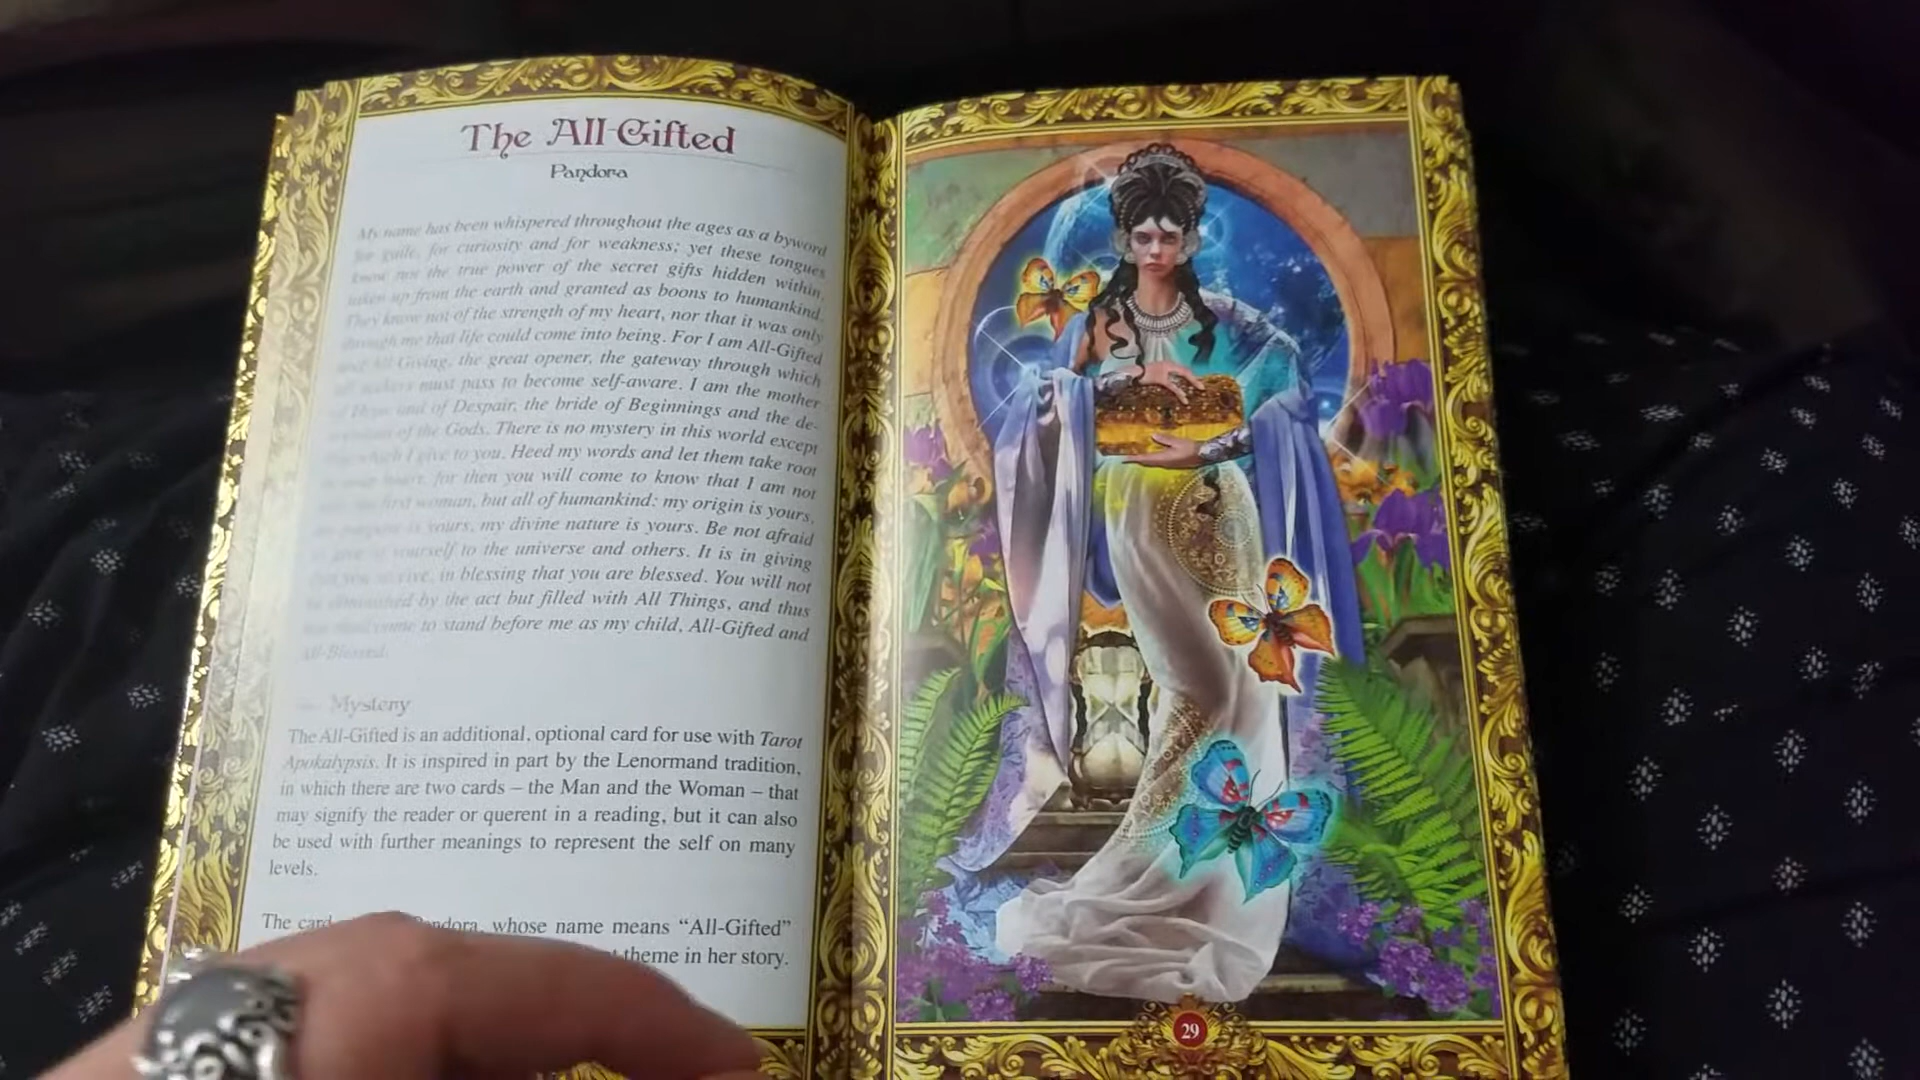 The All-Gifted
Pandora
My name has been whispered throughout the ages as a byword
for guile, for curiosity and for weakness; yet these tongues
know not the true power of the secret gifts hidden within,
taken up from the earth and granted as boons to humankind.
They know not of the strength of my heart, nor that it was only
through me that life could come into being. For I am All-Gifted
and All-Giving, the great opener, the gateway through which
all seekers must pass to become self-aware. I am the mother
of Hope and of Despair, the bride of Beginnings and the de-
of the Gods. There is no mystery in this world except
that which I give to you. Heed my words and let them take root
for then you will come to know that I am not
first woman, but all of humankind: my origin is yours,
my purpose is yours, my divine nature is yours. Be not afraid
to give of yourself to the universe and others. It is in giving
that you receive, in blessing that you are blessed. You will not
be diminished by the act but filled with All Things, and thus
come to stand before me as my child, All-Gifted and
All-Blessed.
Mystery
The All-Gifted is an additional, optional card for use with Tarot
Apokalypsis. It is inspired in part by the Lenormand tradition,
in which there are two cards – the Man and the Woman – that
may signify the reader or querent in a reading, but it can also
be used with further meanings to represent the self on many
levels.
The card Pandora, whose name means “All-Gifted”
theme in her story.
29